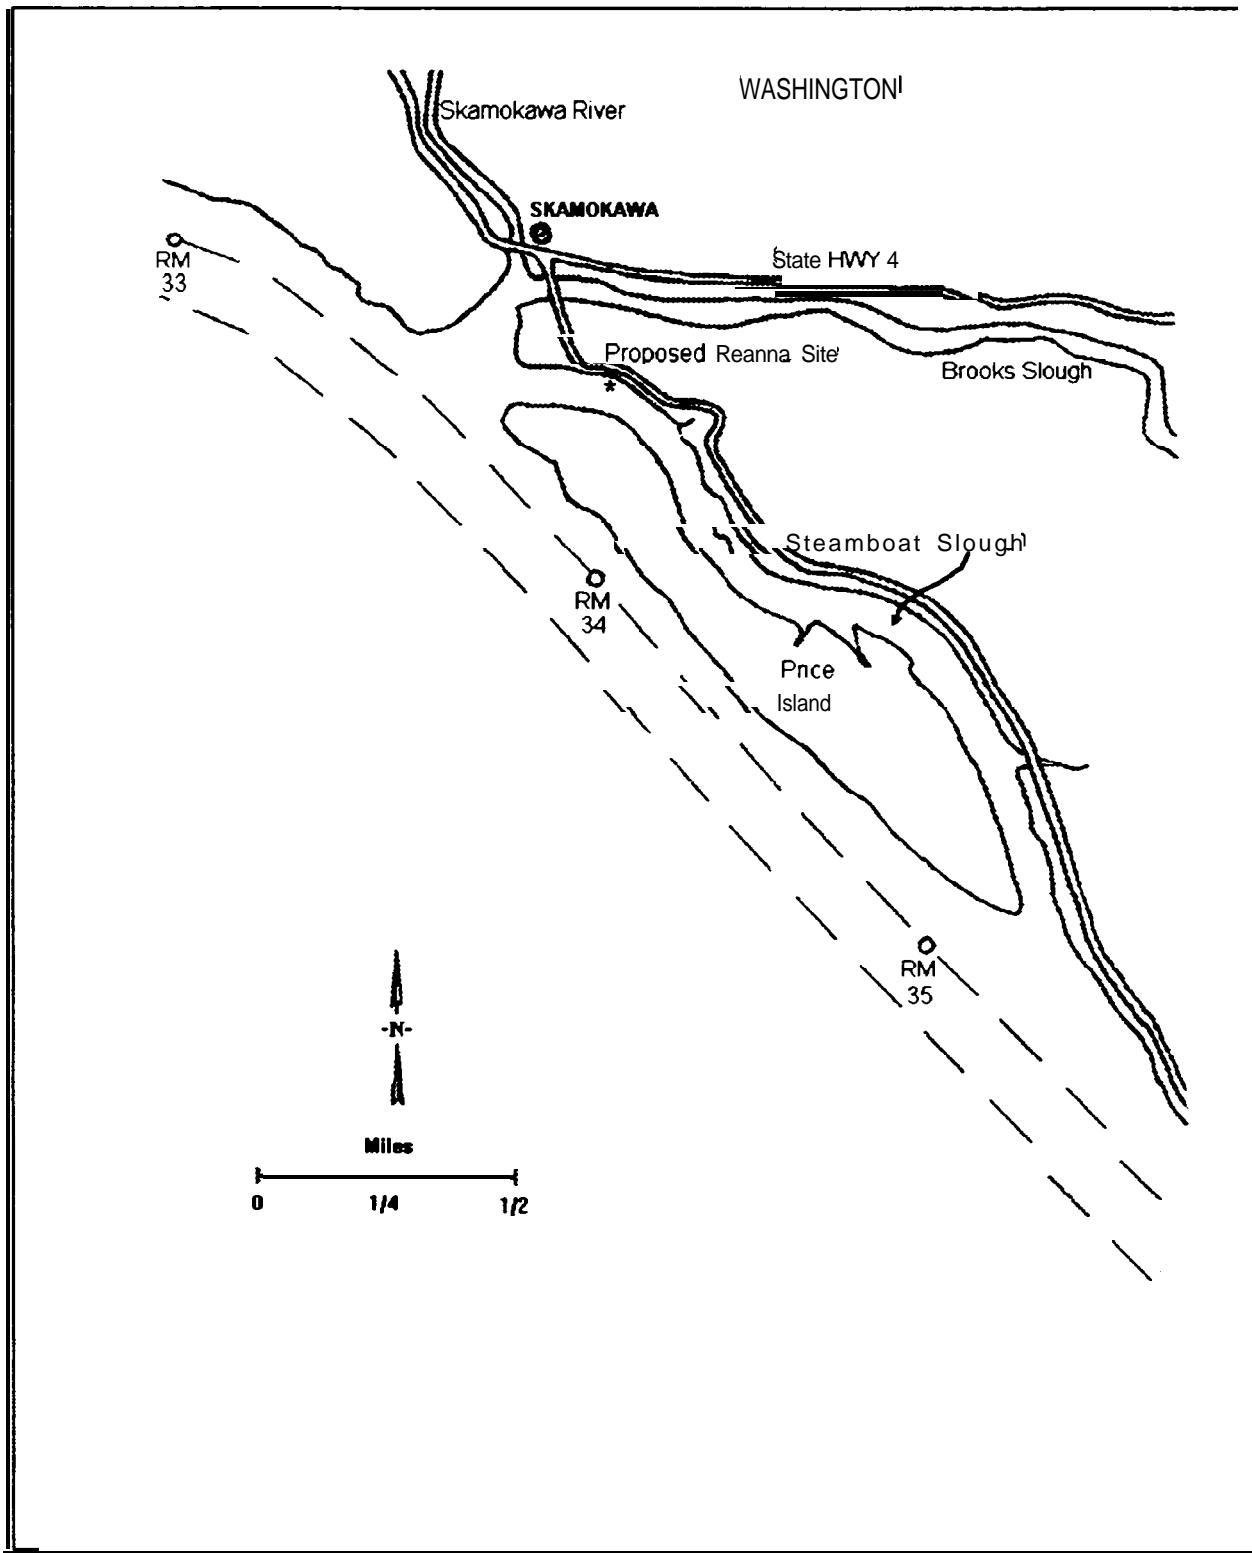 WASHINGTON
Skamokawa River
SKAMOKAWA
State HWY 4
RM
33
Proposed Reanna Site
Brooks Slough
*
Steamboat Slough
RM
34
Price
Island
RM
35
-N-
Miles
0 1/4 1/2